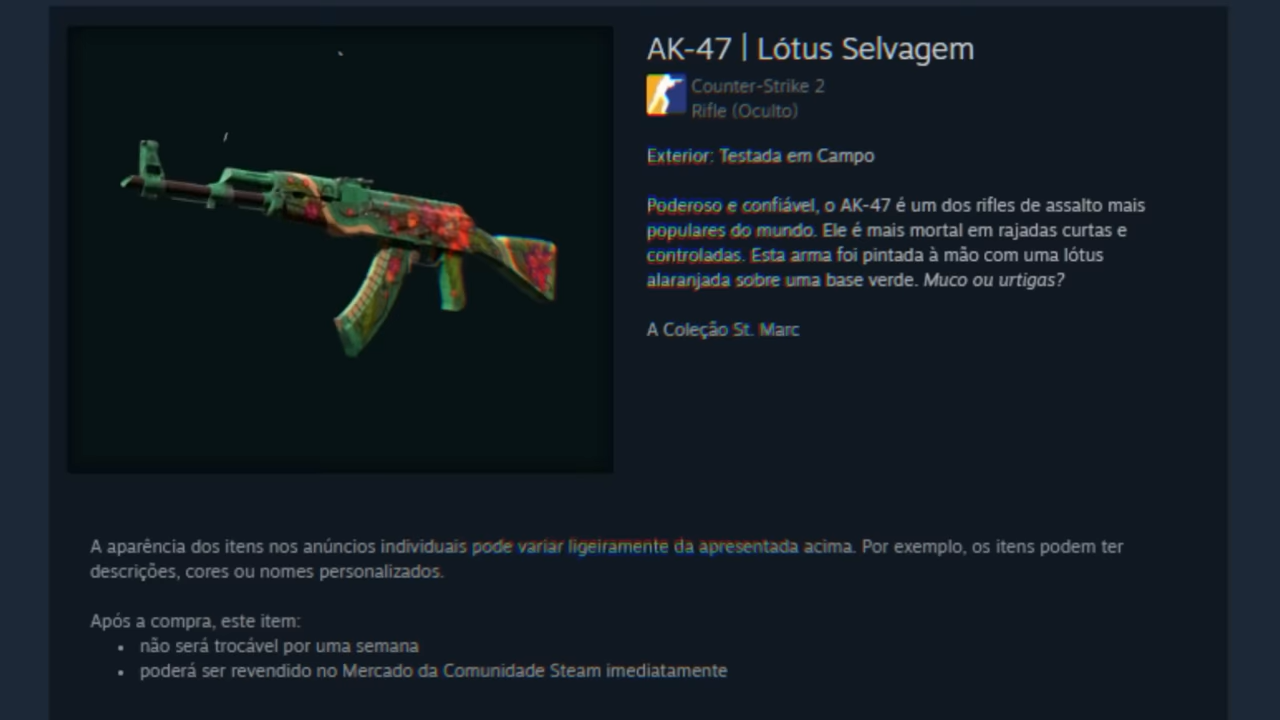 AK-47 | Lótus Selvagem
Counter-Strike 2
Rifle (Oculto)
Exterior: Testada em Campo
Poderoso e confiável, o AK-47 é um dos rifles de assalto mais
populares do mundo. Ele é mais mortal em rajadas curtas e
controladas. Esta arma foi pintada à mão com uma lótus
alaranjada sobre uma base verde. Muco ou urtigas?
A Coleção St. Marc
A aparência dos itens nos anúncios individuais pode variar ligeiramente da apresentada acima. Por exemplo, os itens podem ter
descrições, cores ou nomes personalizados.
Após a compra, este item:
• não será trocável por uma semana
• poderá ser revendido no Mercado da Comunidade Steam imediatamente